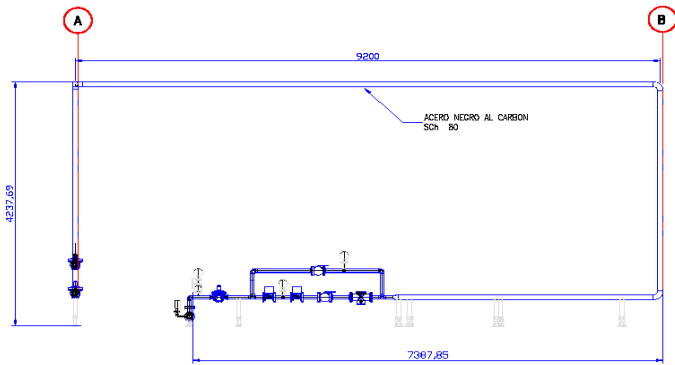 A
B
9200
ACERO NEGRO AL CARBON
SCh 80
4237,69
7387,85